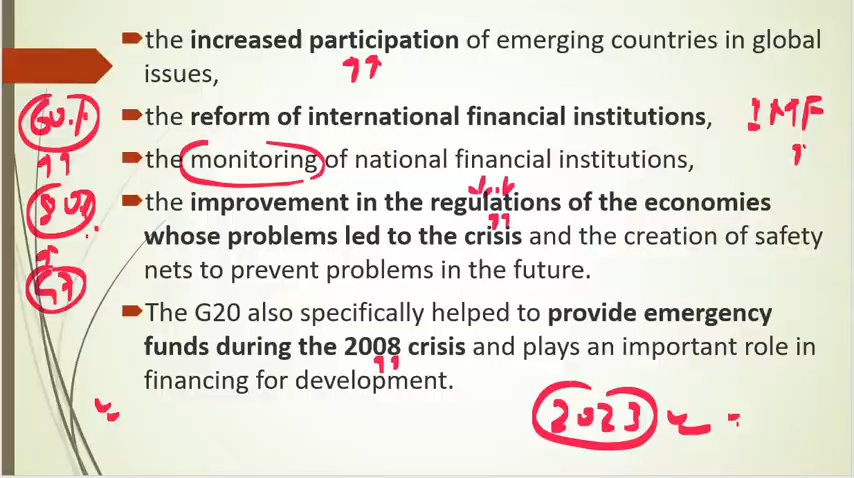 the increased participation of emerging countries in global
issues,
the reform of international financial institutions,
IMF
60%
the monitoring of national financial institutions,
the improvement in the regulations of the economies
whose problems led to the crisis and the creation of safety
nets to prevent problems in the future.
The G20 also specifically helped to provide emergency
funds during the 2008 crisis and plays an important role in
financing for development.
2023